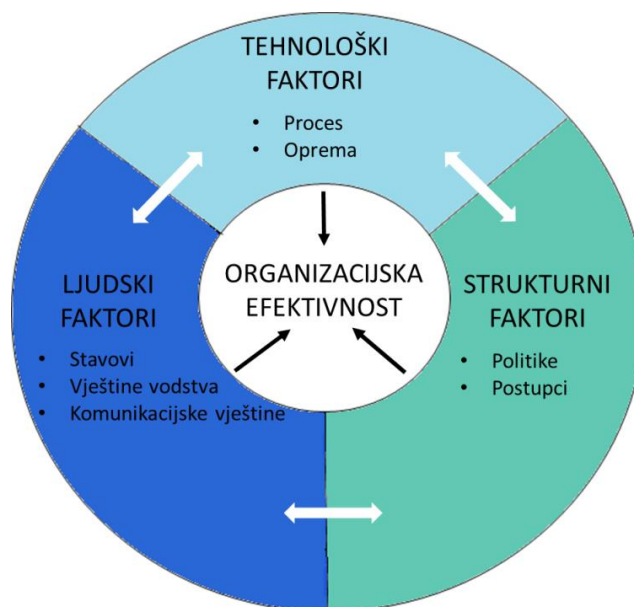 TEHNOLOŠKI
FAKTORI
• Proces
• Oprema
ORGANIZACIJSKA
EFEKTIVNOST
LJUDSKI
FAKTORI
• Stavovi
• Vještine vodstva
• Komunikacijske vještine
STRUKTURNI
FAKTORI
• Politike
• Postupci